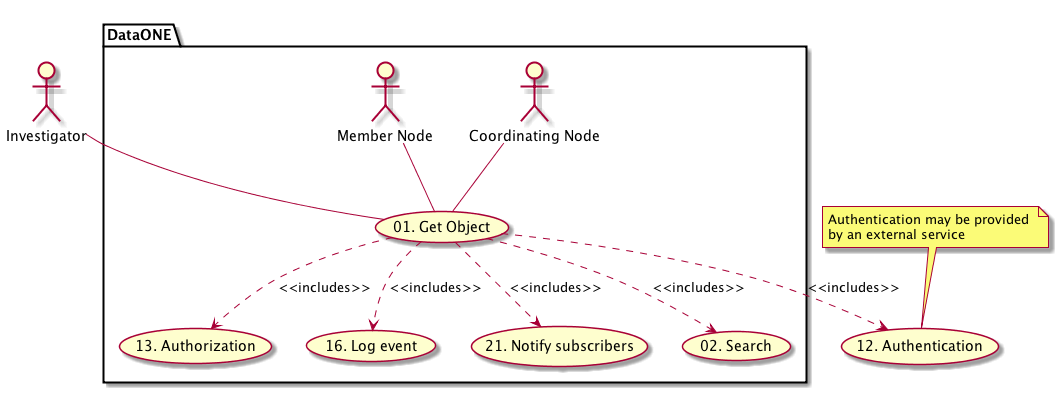 DataONE
Investigator
Member Node
Coordinating Node
01. Get Object
Authentication may be provided
by an external service
<<includes>>
<<includes>>
<<includes>>
<<includes>>
<<includes>>
13. Authorization
16. Log event
21. Notify subscribers
02. Search
12. Authentication